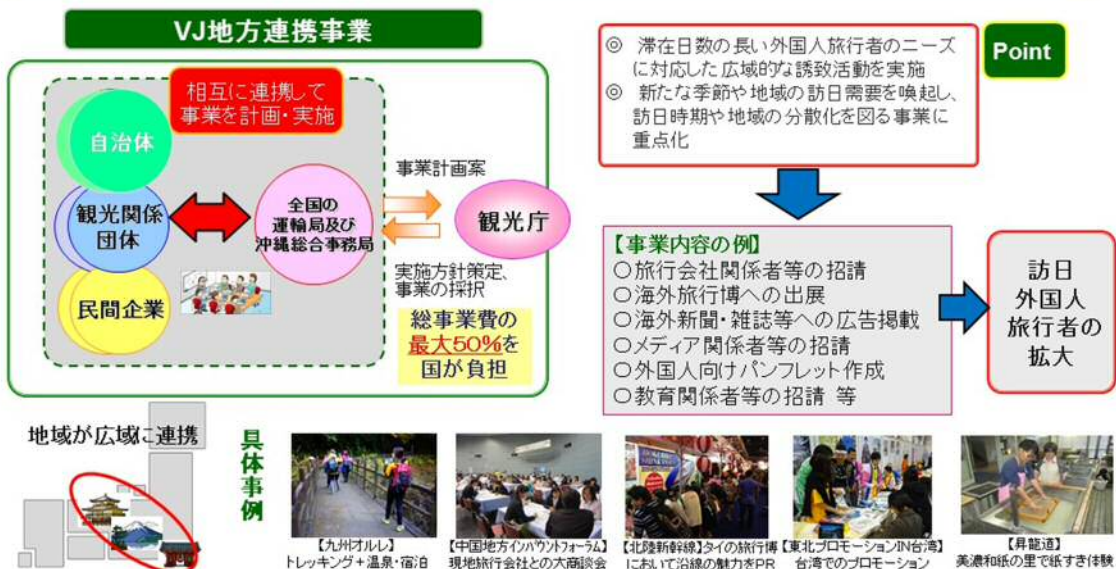 VJ地方連携事業
相互に連携して
事業を計画・実施
自治体
観光関係
団体
民間企業
全国の
運輸局及び
沖縄総合事務局
事業計画案
観光庁
実施方針策定、
事業の採択
総事業費の
最大50%を
国が負担
Point
◎ 滞在日数の長い外国人旅行者のニーズ
に対応した広域的な誘致活動を実施
◎ 新たな季節や地域の訪日需要を喚起し、
訪日時期や地域の分散化を図る事業に
重点化
【事業内容の例】
○旅行会社関係者等の招請
○海外旅行博への出展
○海外新聞・雑誌等への広告掲載
○メディア関係者等の招請
○外国人向けパンフレット作成
○教育関係者等の招請 等
訪日
外国人
旅行者の
拡大
地域が広域に連携
具体事例
【九州オルレ】
トレッキング+温泉・宿泊
【中国地方インバウントフォーラム】
現地旅行会社との大商談会
【北陸新幹線】タイの旅行博
において沿線の魅力をPR
【東北プロモーションIN台湾】
台湾でのプロモーション
【昇龍道】
美濃和紙の里で紙すき体験